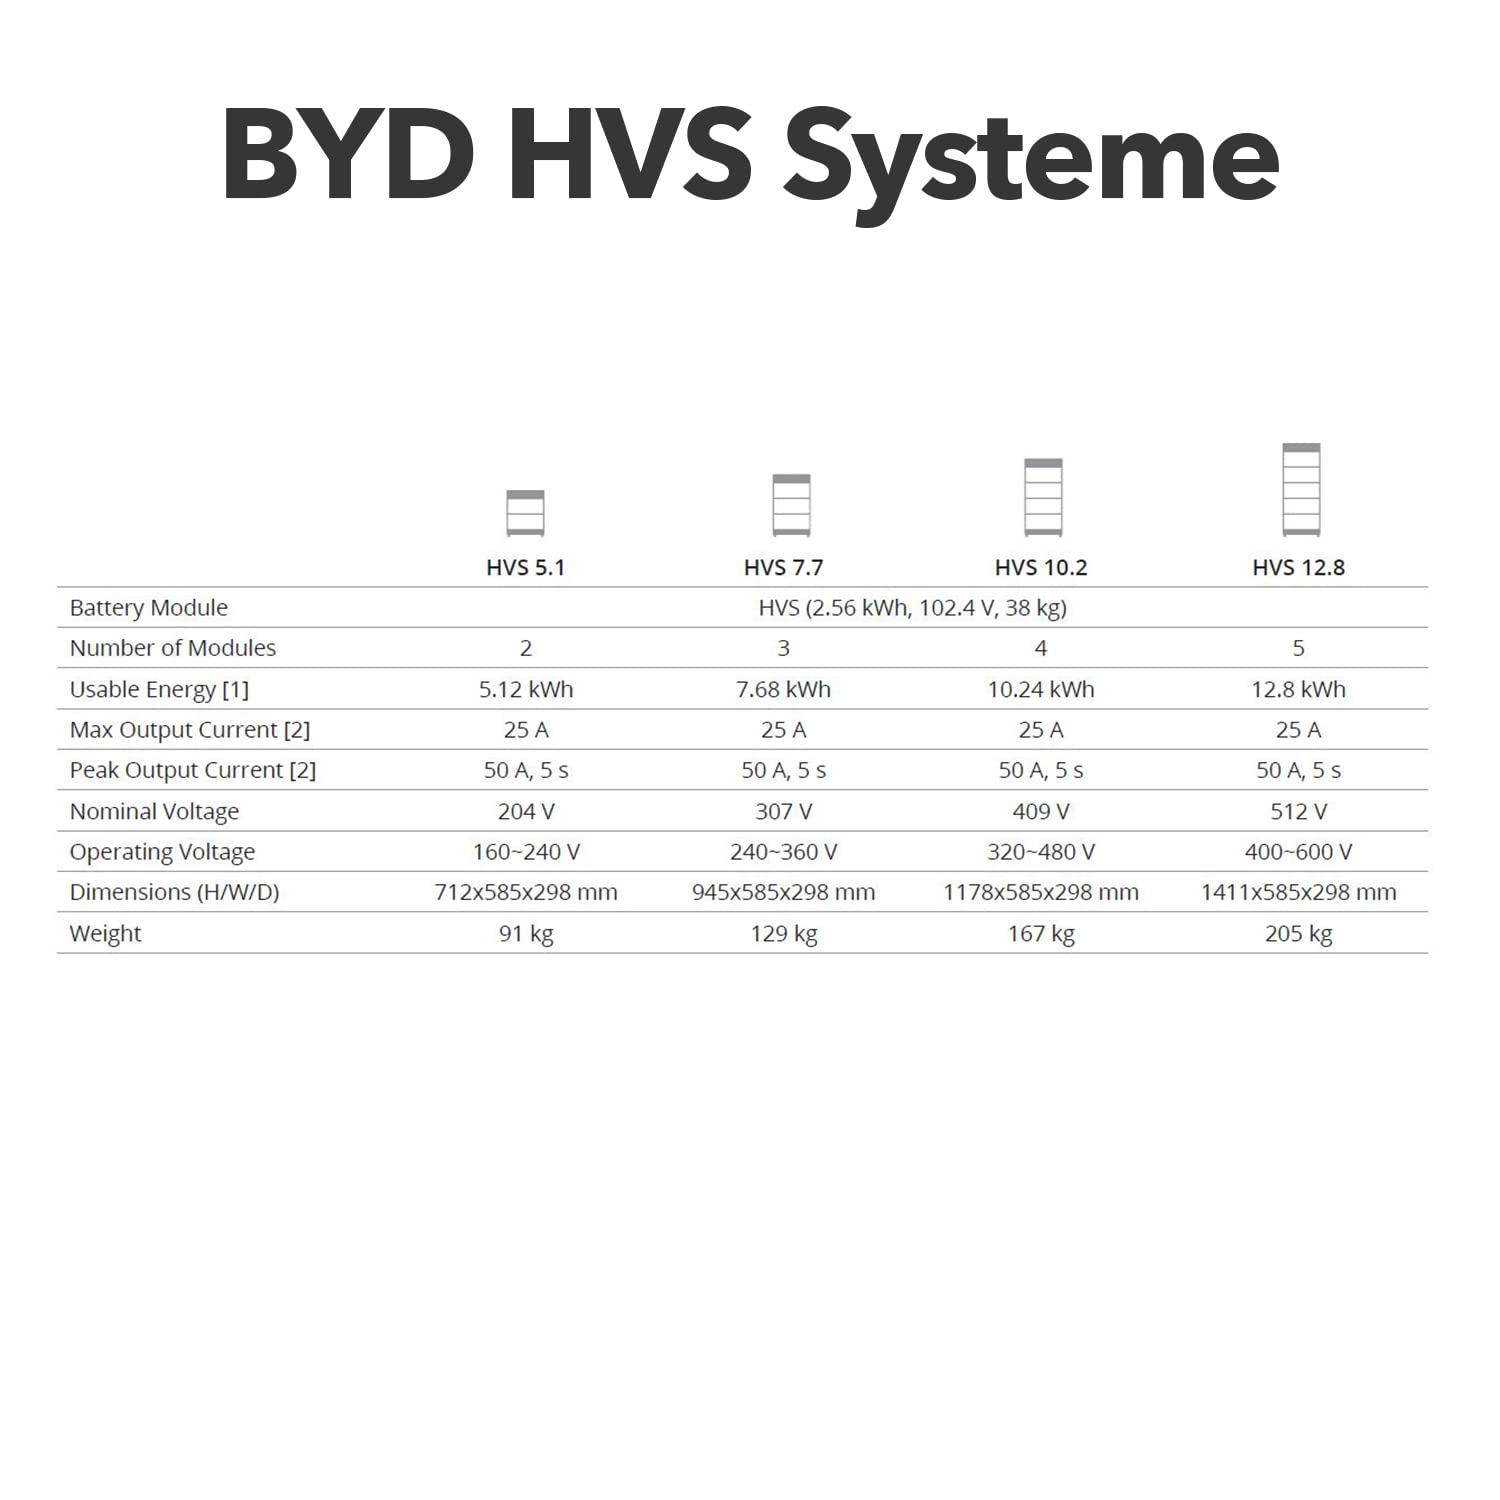 BYD HVS Systeme
HVS 5.1 HVS 7.7 HVS 10.2 HVS 12.8
Battery Module HVS (2.56 kWh, 102.4 V, 38 kg)
Number of Modules 2 3 4 5
Usable Energy [1] 5.12 kWh 7.68 kWh 10.24 kWh 12.8 kWh
Max Output Current [2] 25 A 25 A 25 A 25 A
Peak Output Current [2] 50 A, 5 s 50 A, 5 s 50 A, 5 s 50 A, 5 s
Nominal Voltage 204 V 307 V 409 V 512 V
Operating Voltage 160~240 V 240~360 V 320~480 V 400~600 V
Dimensions (H/W/D) 712x585x298 mm 945x585x298 mm 1178x585x298 mm 1411x585x298 mm
Weight 91 kg 129 kg 167 kg 205 kg